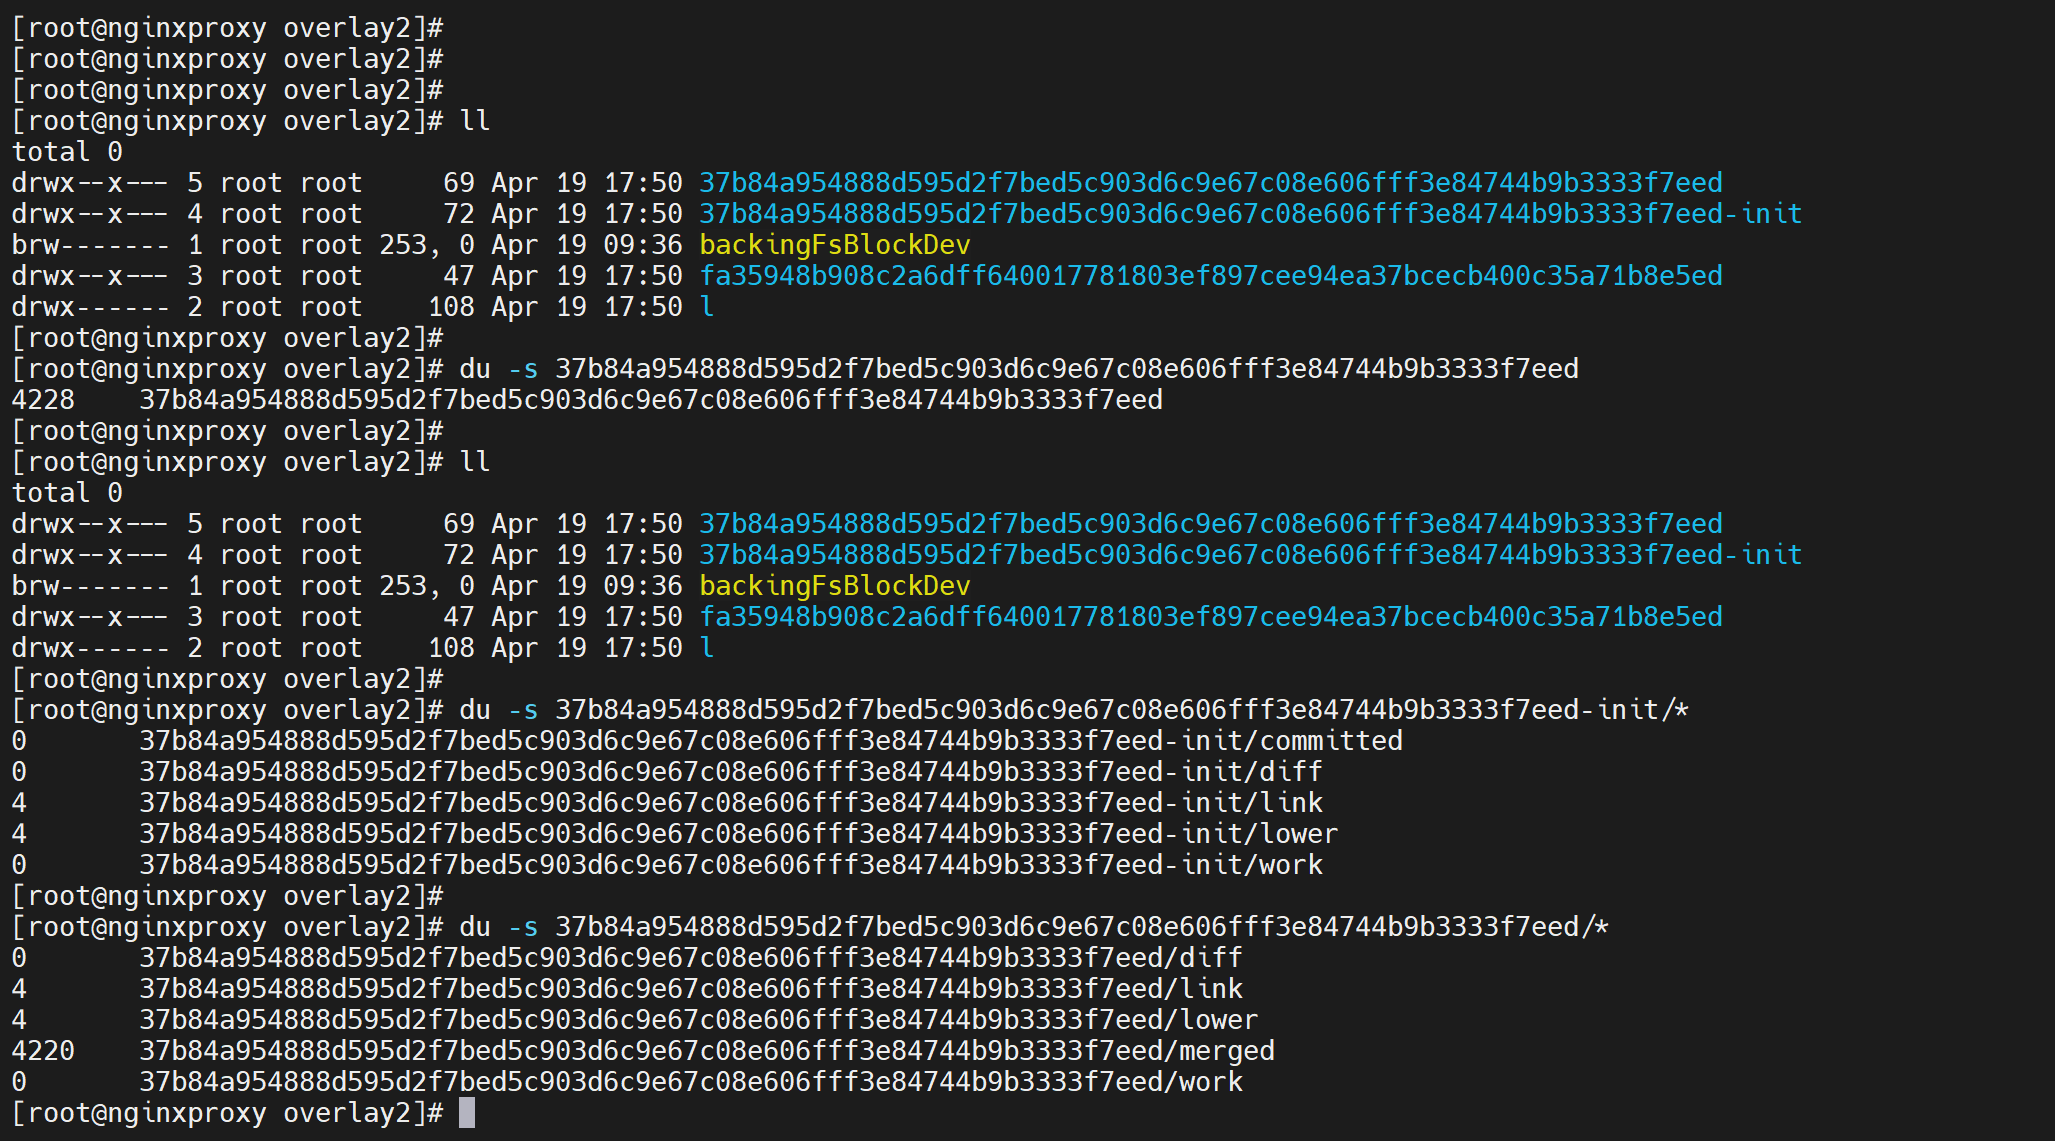 [root@nginxproxy overlay2]#
[root@nginxproxy overlay2]#
[root@nginxproxy overlay2]#
[root@nginxproxy overlay2]# ll
total 0
drwx--x--- 5 root root     69 Apr 19 17:50 37b84a954888d595d2f7bed5c903d6c9e67c08e606fff3e84744b9b3333f7eed
drwx--x--- 4 root root     72 Apr 19 17:50 37b84a954888d595d2f7bed5c903d6c9e67c08e606fff3e84744b9b3333f7eed-init
brw------- 1 root root 253, 0 Apr 19 09:36 backingFsBlockDev
drwx--x--- 3 root root     47 Apr 19 17:50 fa35948b908c2a6dff640017781803ef897cee94ea37bcecb400c35a71b8e5ed
drwx------ 2 root root    108 Apr 19 17:50 l
[root@nginxproxy overlay2]#
[root@nginxproxy overlay2]# du -s 37b84a954888d595d2f7bed5c903d6c9e67c08e606fff3e84744b9b3333f7eed
4228    37b84a954888d595d2f7bed5c903d6c9e67c08e606fff3e84744b9b3333f7eed
[root@nginxproxy overlay2]#
[root@nginxproxy overlay2]# ll
total 0
drwx--x--- 5 root root     69 Apr 19 17:50 37b84a954888d595d2f7bed5c903d6c9e67c08e606fff3e84744b9b3333f7eed
drwx--x--- 4 root root     72 Apr 19 17:50 37b84a954888d595d2f7bed5c903d6c9e67c08e606fff3e84744b9b3333f7eed-init
brw------- 1 root root 253, 0 Apr 19 09:36 backingFsBlockDev
drwx--x--- 3 root root     47 Apr 19 17:50 fa35948b908c2a6dff640017781803ef897cee94ea37bcecb400c35a71b8e5ed
drwx------ 2 root root    108 Apr 19 17:50 l
[root@nginxproxy overlay2]#
[root@nginxproxy overlay2]# du -s 37b84a954888d595d2f7bed5c903d6c9e67c08e606fff3e84744b9b3333f7eed-init/*
0       37b84a954888d595d2f7bed5c903d6c9e67c08e606fff3e84744b9b3333f7eed-init/committed
0       37b84a954888d595d2f7bed5c903d6c9e67c08e606fff3e84744b9b3333f7eed-init/diff
4       37b84a954888d595d2f7bed5c903d6c9e67c08e606fff3e84744b9b3333f7eed-init/link
4       37b84a954888d595d2f7bed5c903d6c9e67c08e606fff3e84744b9b3333f7eed-init/lower
0       37b84a954888d595d2f7bed5c903d6c9e67c08e606fff3e84744b9b3333f7eed-init/work
[root@nginxproxy overlay2]#
[root@nginxproxy overlay2]# du -s 37b84a954888d595d2f7bed5c903d6c9e67c08e606fff3e84744b9b3333f7eed/*
0       37b84a954888d595d2f7bed5c903d6c9e67c08e606fff3e84744b9b3333f7eed/diff
4       37b84a954888d595d2f7bed5c903d6c9e67c08e606fff3e84744b9b3333f7eed/link
4       37b84a954888d595d2f7bed5c903d6c9e67c08e606fff3e84744b9b3333f7eed/lower
4220    37b84a954888d595d2f7bed5c903d6c9e67c08e606fff3e84744b9b3333f7eed/merged
0       37b84a954888d595d2f7bed5c903d6c9e67c08e606fff3e84744b9b3333f7eed/work
[root@nginxproxy overlay2]#